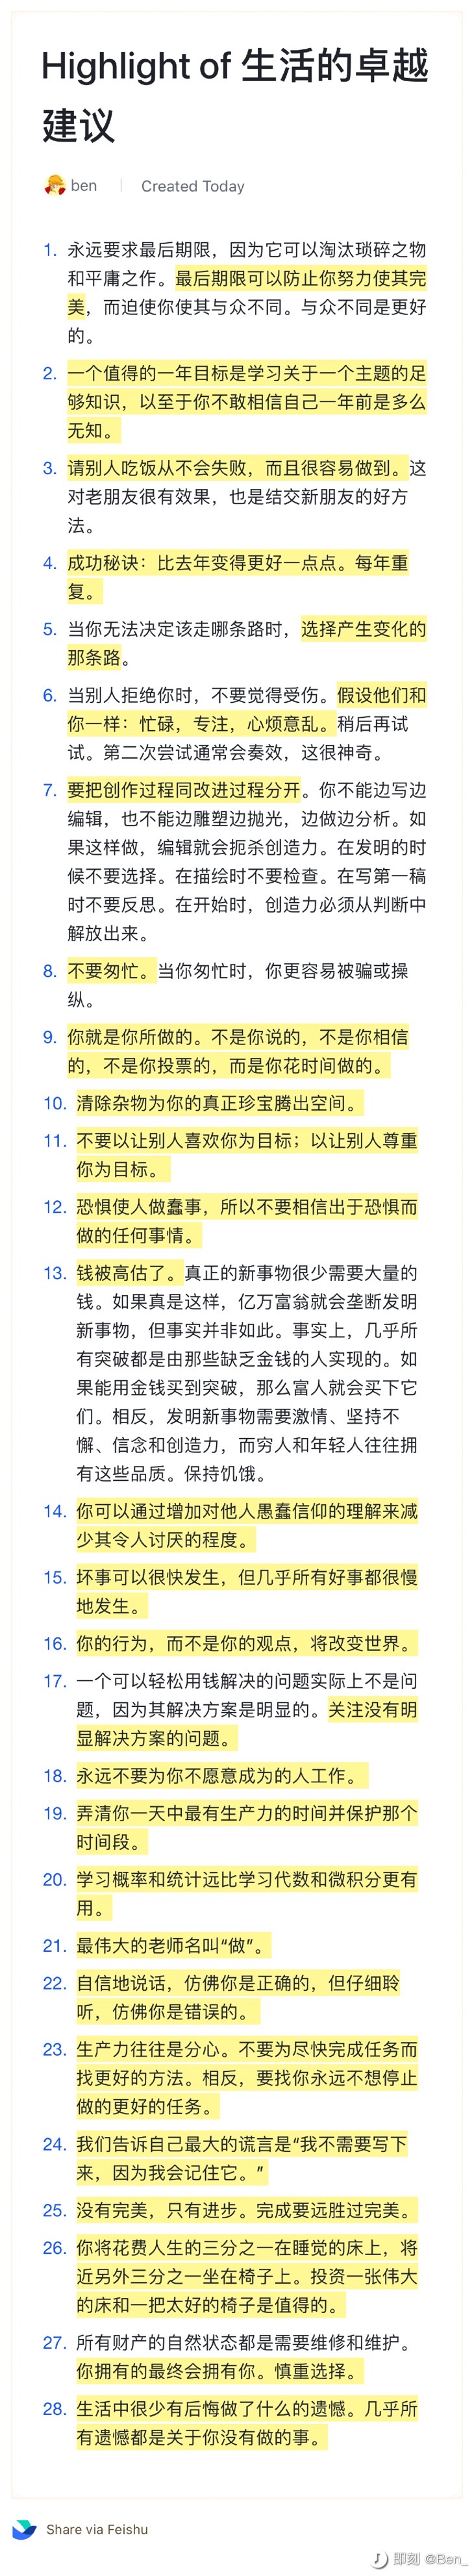 Highlight of 生活的卓越
建议
ben | Created Today
1. 永远要求最后期限，因为它可以淘汰琐碎之物
和平庸之作。最后期限可以防止你努力使其完
美，而迫使你使其与众不同。与众不同是更好
的。
2. 一个值得的一年目标是学习关于一个主题的足
够知识，以至于你不敢相信自己一年前是多么
无知。
3. 请别人吃饭从不会失败，而且很容易做到。这
对老朋友很有效果，也是结交新朋友的好方
法。
4. 成功秘诀：比去年变得更好一点点。每年重
复。
5. 当你无法决定该走哪条路时，选择产生变化的
那条路。
6. 当别人拒绝你时，不要觉得受伤。假设他们和
你一样：忙碌，专注，心烦意乱。稍后再试
试。第二次尝试通常会奏效，这很神奇。
7. 要把创作过程同改进过程分开。你不能边写边
编辑，也不能边雕塑边抛光，边做边分析。如
果这样做，编辑就会扼杀创造力。在发明的时
候不要选择。在描绘时不要检查。在写第一稿
时不要反思。在开始时，创造力必须从判断中
解放出来。
8. 不要匆忙。当你匆忙时，你更容易被骗或操
纵。
9. 你就是你所做的。不是你说的，不是你相信
的，不是你投票的，而是你花时间做的。
10. 清除杂物为你的真正珍宝腾出空间。
11. 不要以让别人喜欢你为目标；以让别人尊重
你为目标。
12. 恐惧使人做蠢事，所以不要相信出于恐惧而
做的任何事情。
13. 钱被高估了。真正的新事物很少需要大量的
钱。如果真是这样，亿万富翁就会垄断发明
新事物，但事实并非如此。事实上，几乎所
有突破都是由那些缺乏金钱的人实现的。如
果能用金钱买到突破，那么富人就会买下它
们。相反，发明新事物需要激情、坚持不
懈、信念和创造力，而穷人和年轻人往往拥
有这些品质。保持饥饿。
14. 你可以通过增加对他人愚蠢信仰的理解来减
少其令人讨厌的程度。
15. 坏事可以很快发生，但几乎所有好事都很慢
地发生。
16. 你的行为，而不是你的观点，将改变世界。
17. 一个可以轻松用钱解决的问题实际上不是问
题，因为其解决方案是明显的。关注没有明
显解决方案的问题。
18. 永远不要为你不愿意成为的人工作。
19. 弄清你一天中最有生产力的时间并保护那个
时间段。
20. 学习概率和统计远比学习代数和微积分更有
用。
21. 最伟大的老师名叫“做”。
22. 自信地说话，仿佛你是正确的，但仔细聆
听，仿佛你是错误的。
23. 生产力往往是分心。不要为尽快完成任务而
找更好的方法。相反，要找你永远不想停止
做的更好的任务。
24. 我们告诉自己最大的谎言是“我不需要写下
来，因为我会记住它。”
25. 没有完美，只有进步。完成要远胜过完美。
26. 你将花费人生的三分之一在睡觉的床上，将
近另外三分之一坐在椅子上。投资一张伟大
的床和一把太好的椅子是值得的。
27. 所有财产的自然状态都是需要维修和维护。
你拥有的最终会拥有你。慎重选择。
28. 生活中很少有后悔做了什么的遗憾。几乎所
有遗憾都是关于你没有做的事。
Share via Feishu
即刻 @Ben_